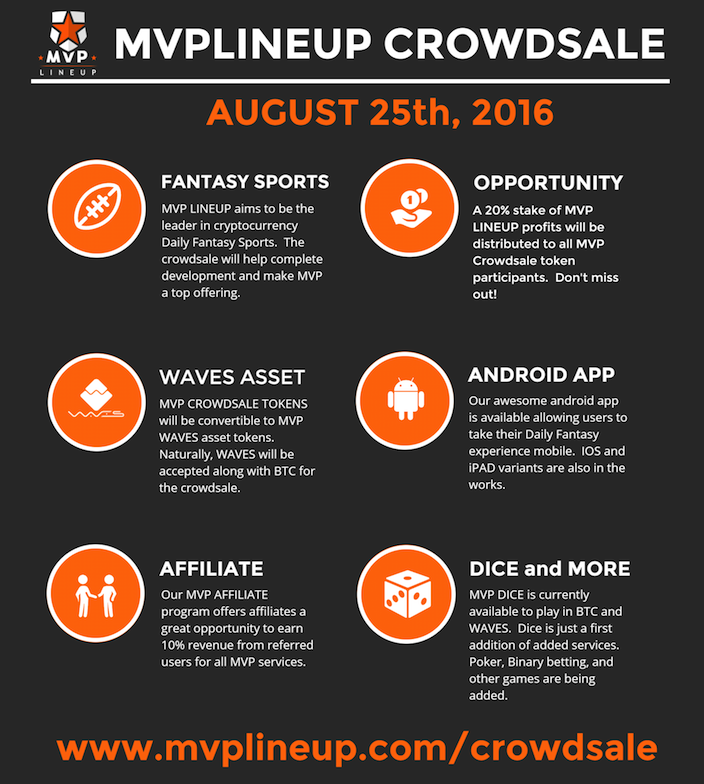 MVP
LINEUP
MVPLINEUP CROWDSALE
AUGUST 25th, 2016
FANTASY SPORTS
MVP LINEUP aims to be the
leader in cryptocurrency
Daily Fantasy Sports.  The
crowdsale will help complete
development and make MVP
a top offering.
OPPORTUNITY
A 20% stake of MVP
LINEUP profits will be
distributed to all MVP
Crowdsale token
participants.  Don't miss
out!
1
WAVES ASSET
MVP CROWDSALE TOKENS
will be convertible to MVP
WAVES asset tokens.
Naturally, WAVES will be
accepted along with BTC for
the crowdsale.
ANDROID APP
Our awesome android app
is available allowing users to
take their Daily Fantasy
experience mobile.  IOS and
iPAD variants are also in the
works.
AFFILIATE
Our MVP AFFILIATE
program offers affiliates a
great opportunity to earn
10% revenue from referred
users for all MVP services.
DICE and MORE
MVP DICE is currently
available to play in BTC and
WAVES.  Dice is just a first
addition of added services.
Poker, Binary betting, and
other games are being
added.
www.mvplineup.com/crowdsale